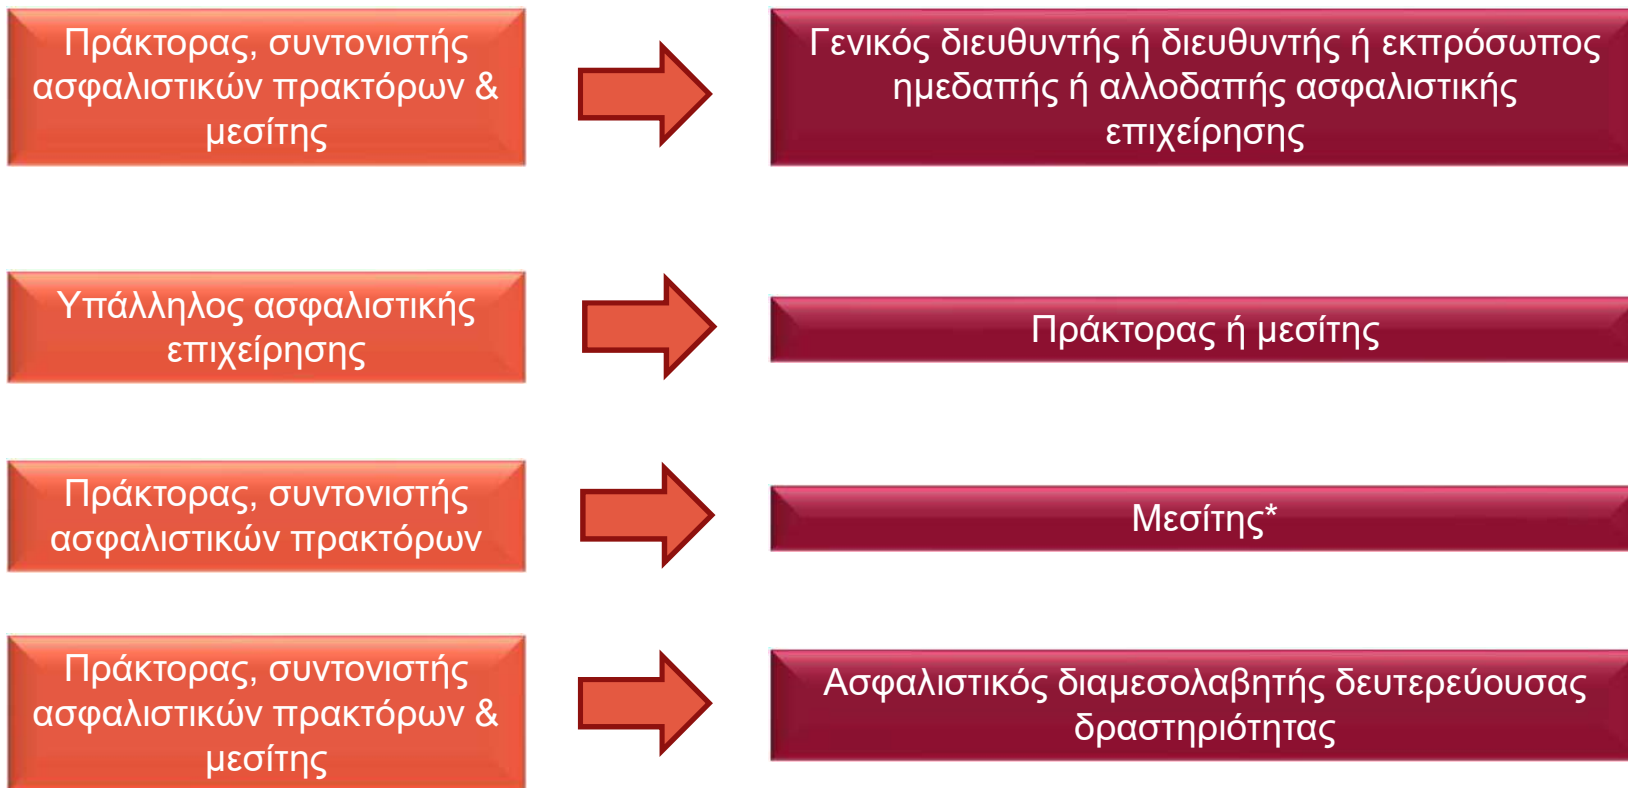 Πράκτορας, συντονιστής
ασφαλιστικών πρακτόρων &
μεσίτης
Γενικός διευθυντής ή διευθυντής ή εκπρόσωπος
ημεδαπής ή αλλοδαπής ασφαλιστικής
επιχείρησης
Υπάλληλος ασφαλιστικής
επιχείρησης
Πράκτορας ή μεσίτης
Πράκτορας, συντονιστής
ασφαλιστικών πρακτόρων
Μεσίτης*
Πράκτορας, συντονιστής
ασφαλιστικών πρακτόρων &
μεσίτης
Ασφαλιστικός διαμεσολαβητής δευτερεύουσας
δραστηριότητας